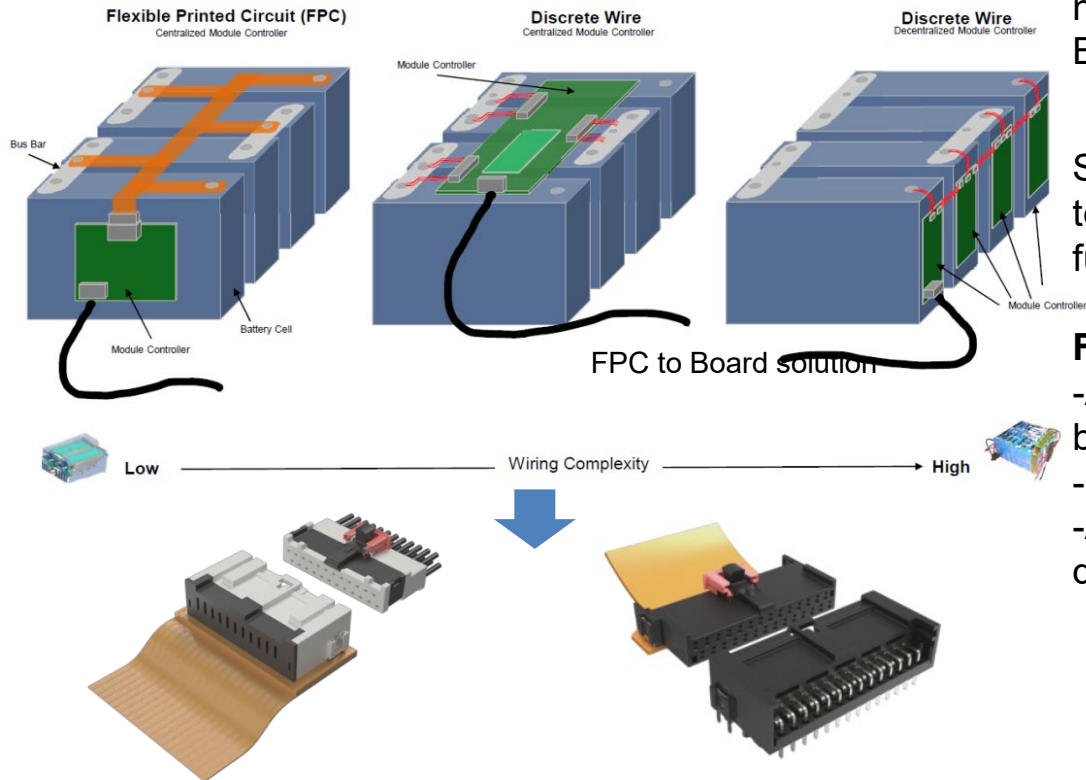 Flexible Printed Circuit (FPC)
Centralized Module Controller
Discrete Wire
Centralized Module Controller
Discrete Wire
Decentralized Module Controller
Module Controller
Bus Bar
Module Controller
Battery Cell
Module Controller
FPC to Board solution
Low
Wiring Complexity
High